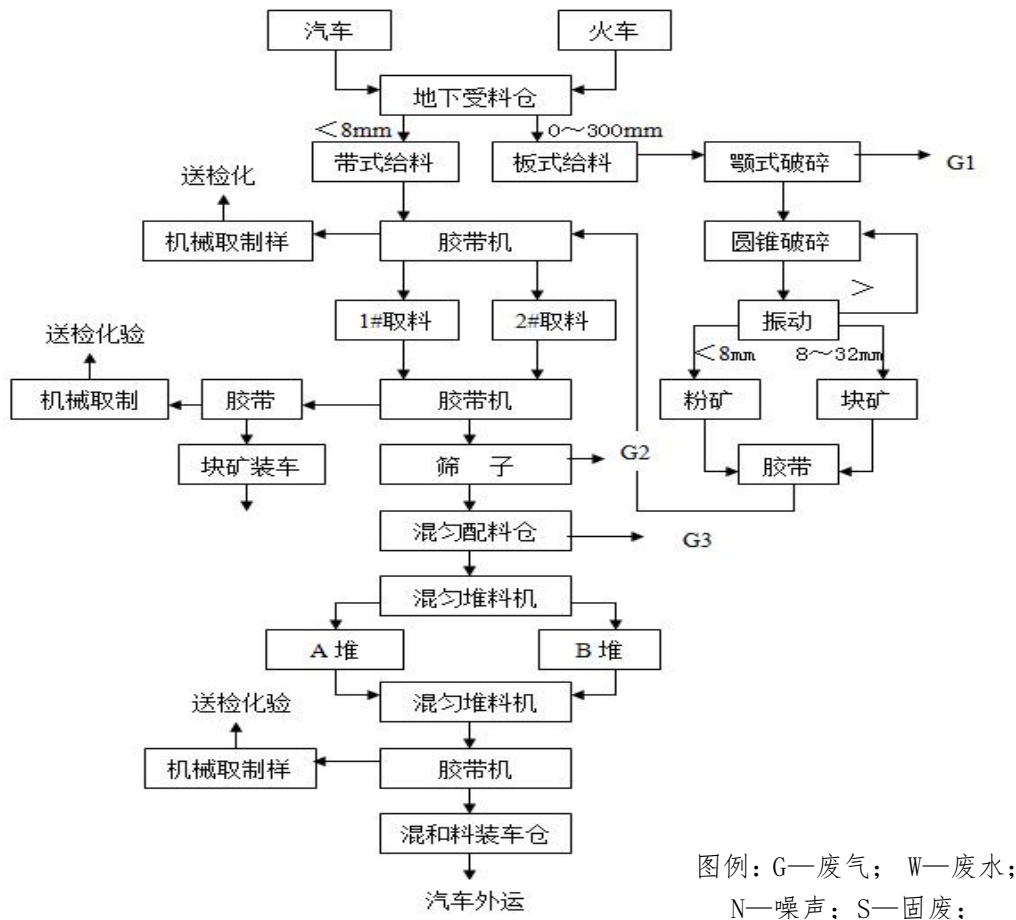 汽车
火车
地下受料仓
＜8mm
0～300mm
带式给料
板式给料
颚式破碎
G1
送检化
机械取制样
胶带机
圆锥破碎
＞
1#取料
2#取料
振动
送检化验
＜8mm
8～32mm
机械取制
胶带
胶带机
粉矿
块矿
块矿装车
筛 子
G2
胶带
混匀配料仓
G3
混匀堆料机
A 堆
B 堆
送检化验
混匀堆料机
机械取制样
胶带机
混和料装车仓
汽车外运
图例：G—废气； W—废水；
N—噪声；S—固废；